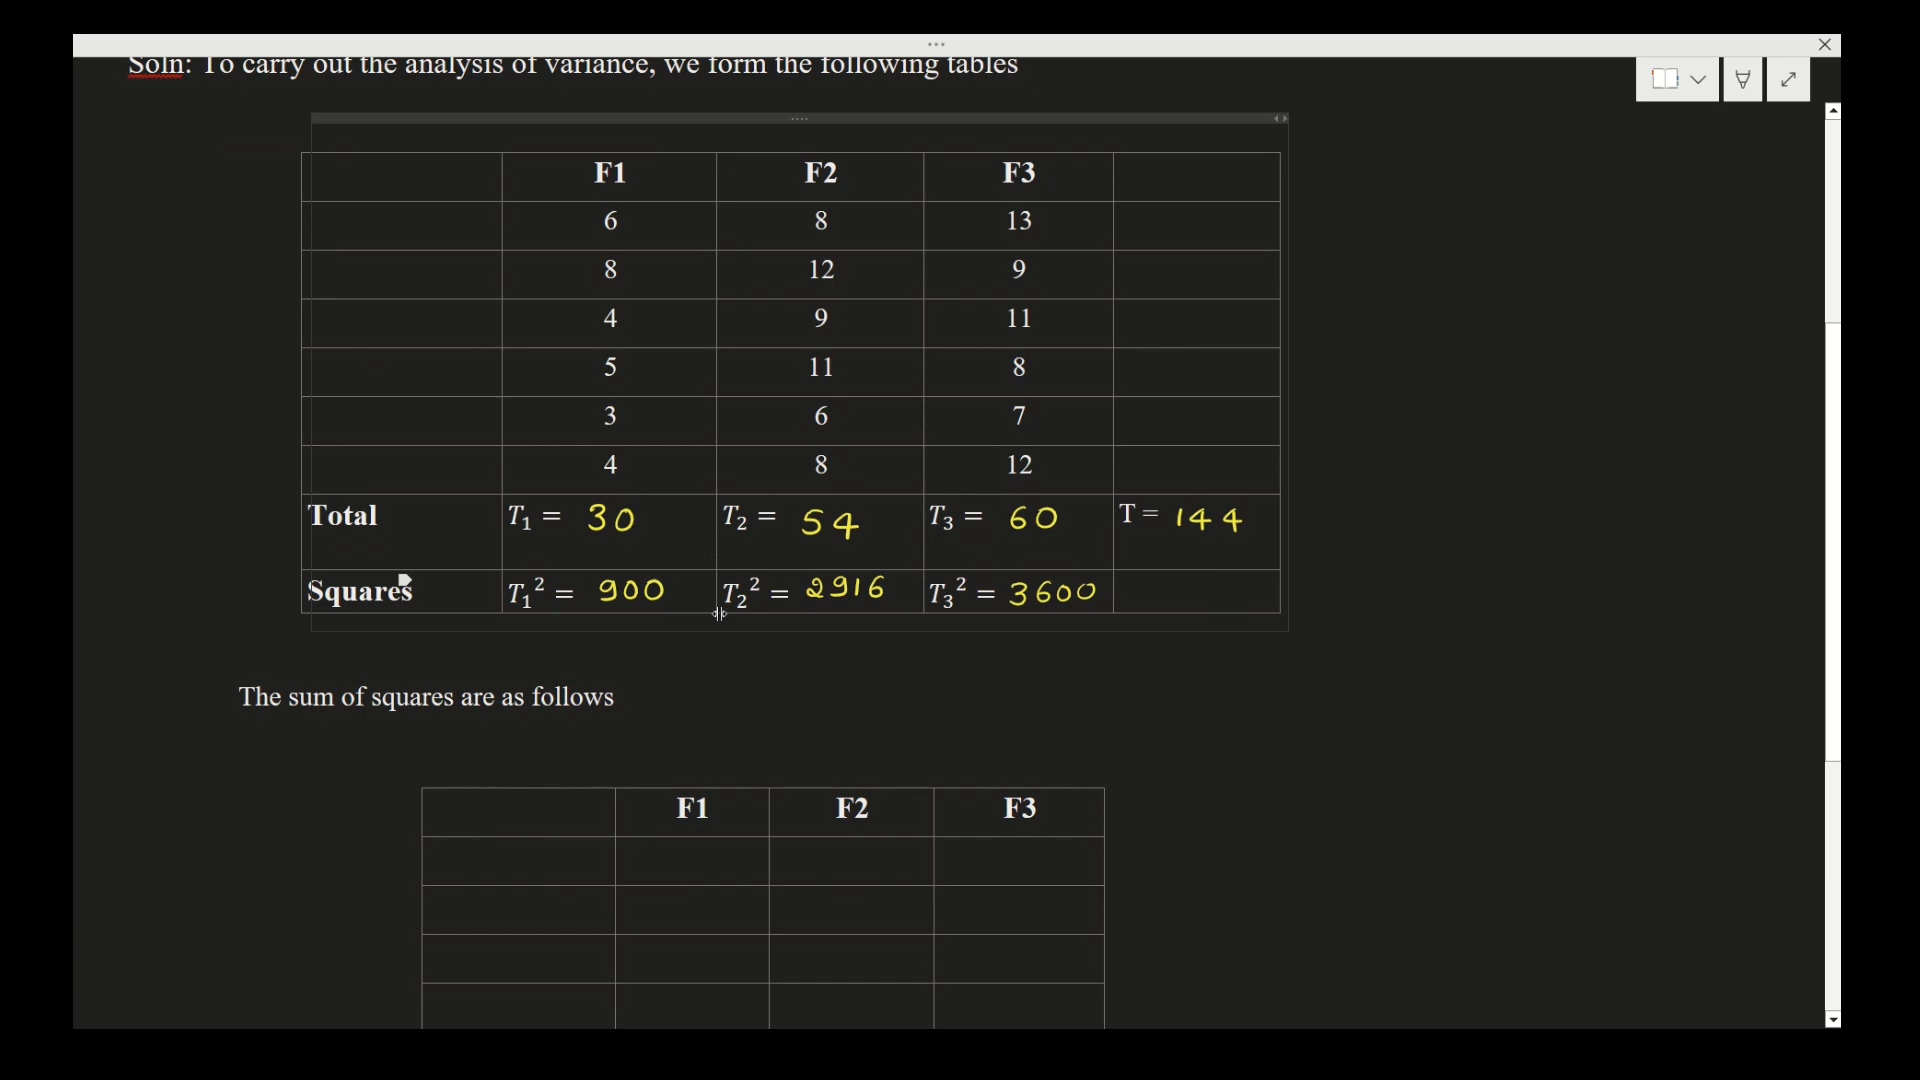 Soln: To carry out the analysis of variance, we form the following tables
F1 F2 F3
6 8 13
8 12 9
4 9 11
5 11 8
3 6 7
4 8 12
Total T₁ = 30 T₂ = 54 T₃ = 60 T = 144
Squares T₁² = 900 T₂² = 2916 T₃² = 3600
The sum of squares are as follows
F1 F2 F3